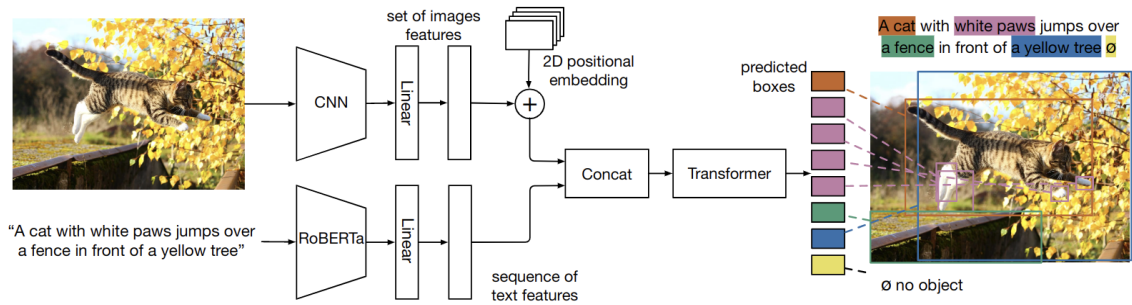 set of images
features
2D positional
embedding
CNN
Linear
+
Concat
Transformer
predicted
boxes
A cat with white paws jumps over
a fence in front of a yellow tree Ø
“A cat with white paws jumps over
a fence in front of a yellow tree”
RoBERTa
Linear
sequence of
text features
Ø no object